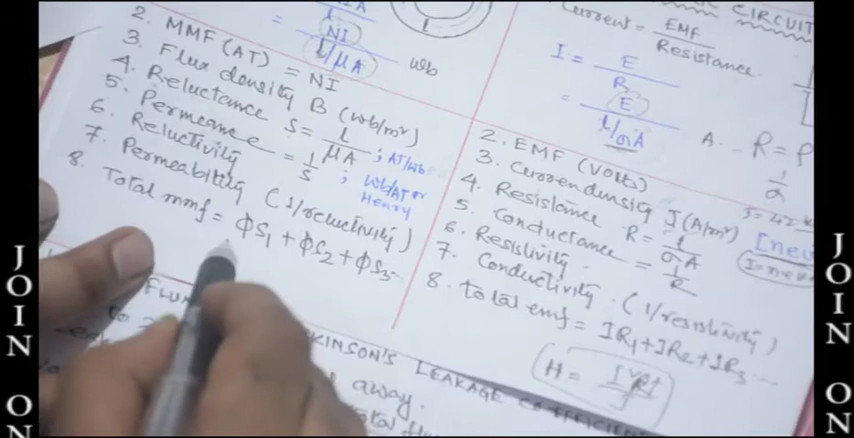 = NI / l/μA Wb
2. MMF (AT) = NI
3. Flux density B (Wb/m²)
4. Reluctance S = l/μA ; AT/Wb
5. Permeance = 1/S ; Wb/AT or Henry
6. Reluctivity
7. Permeability (1/reluctivity)
8. Total mmf = ΦS1 + ΦS2 + ΦS3..
CIRCUIT
Current = EMF / Resistance
I = E / R
= E / l/σA A.
R = ρ
1/σ
2. EMF (Volts)
3. Current density J (A/m²)
4. Resistance R = l/σA
5. Conductance = 1/R
6. Resistivity.
7. Conductivity. (1/resistivity)
8. Total emf = IR1 + IR2 + IR3...
H =
KINSON'S LEAKAGE COEFFICIEN
away.
JOIN ON
JOIN ON